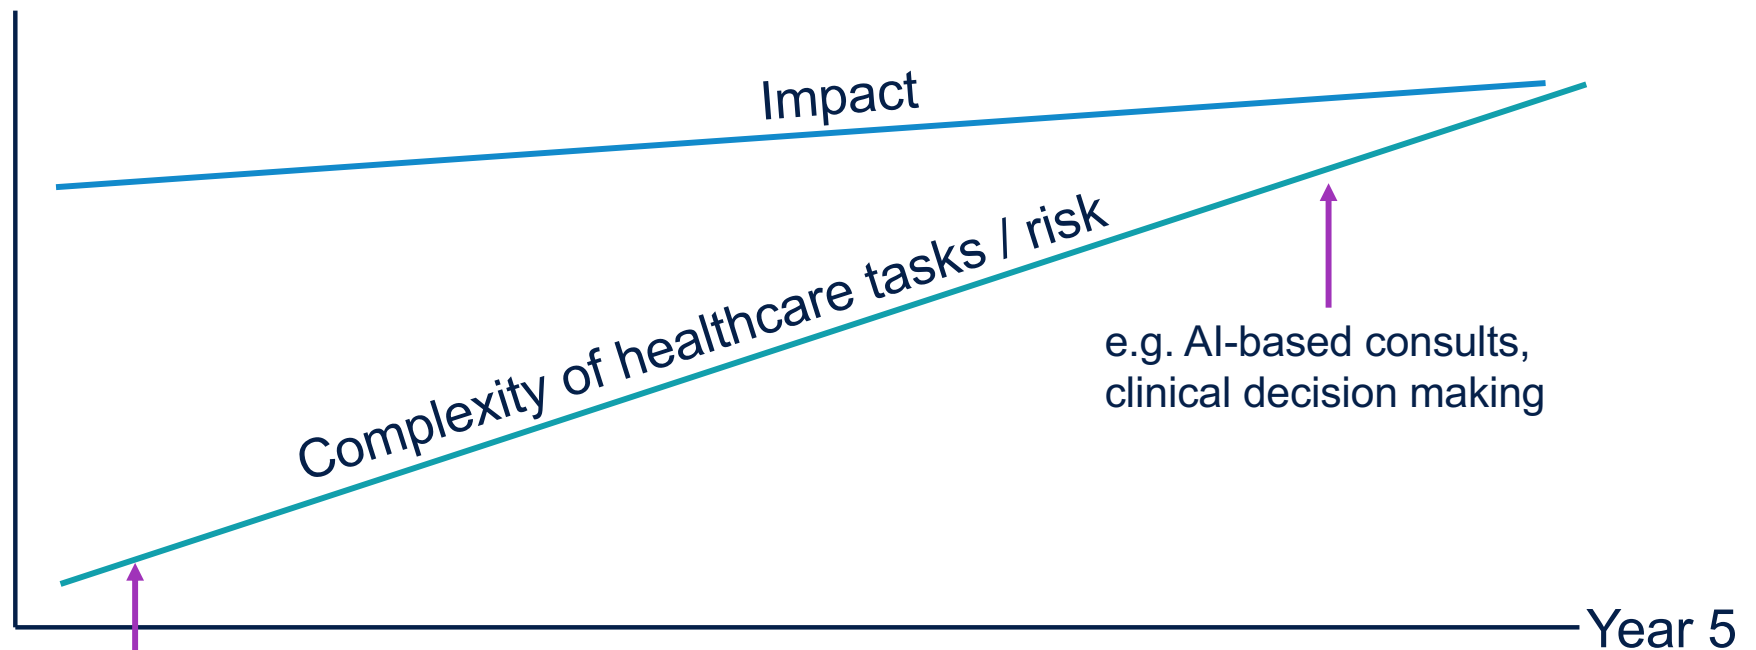 Impact
Complexity of healthcare tasks / risk
e.g. AI-based consults,
clinical decision making
Year 5